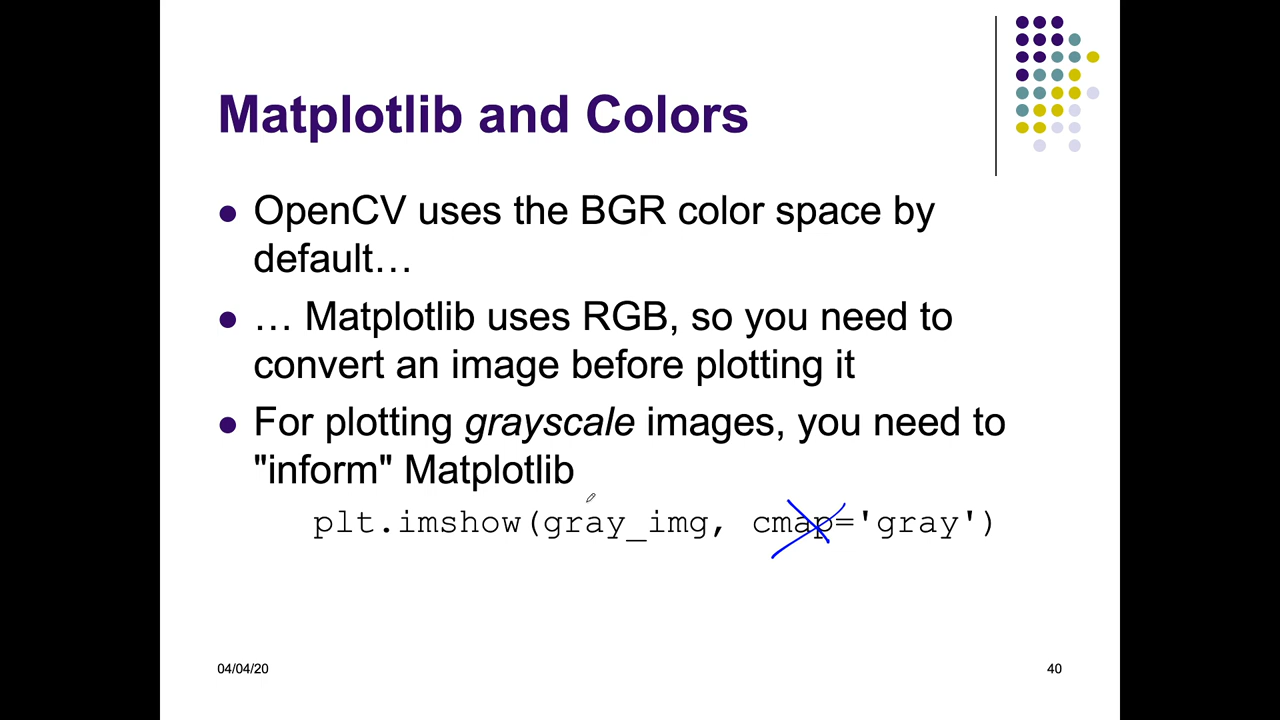 Matplotlib and Colors
OpenCV uses the BGR color space by
default…
… Matplotlib uses RGB, so you need to
convert an image before plotting it
For plotting grayscale images, you need to
"inform" Matplotlib
plt.imshow(gray_img, cmap='gray')
04/04/20
40